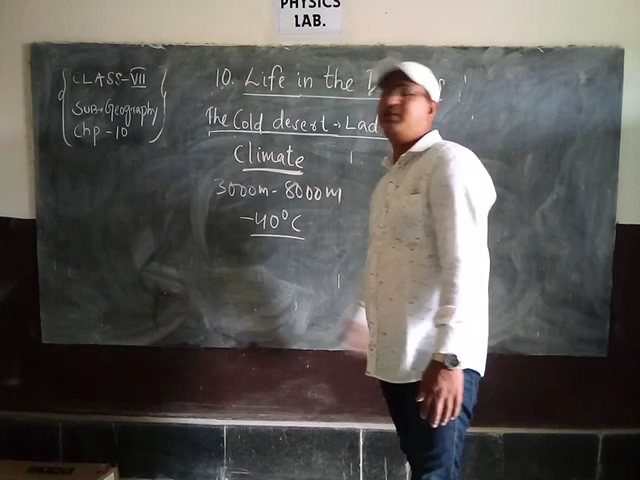 PHYSICS
LAB.
CLASS-VII
Sub→Geography
Chp-10
10. Life in the
The Cold desert → Lad
Climate
3000m - 8000m
-40°C